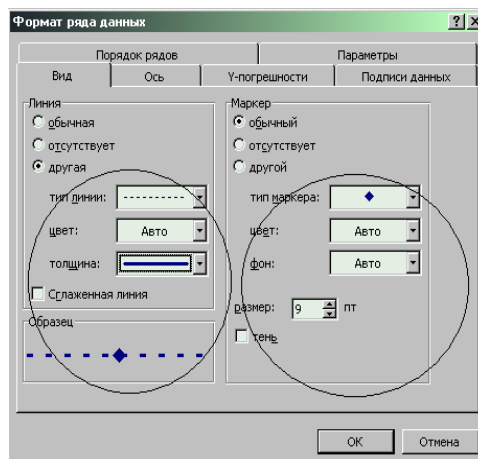 Формат ряда данных
Порядок рядов
Параметры
Вид
Ось
Y-погрешности
Подписи данных
Линия
обычная
отсутствует
другая
тип линии:
цвет: Авто
толщина:
Сглаженная линия
Образец
Маркер
обычный
отсутствует
другой
тип маркера:
цвет: Авто
фон: Авто
размер: 9 пт
тень
OK
Отмена